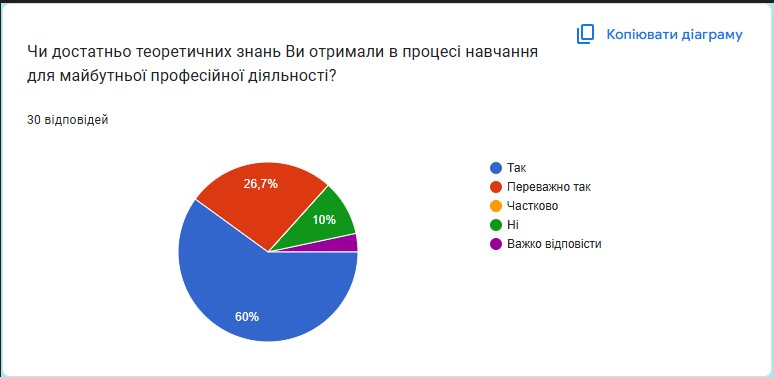 Копіювати діаграму
Чи достатньо теоретичних знань Ви отримали в процесі навчання
для майбутньої професійної діяльності?
30 відповідей
Так
Переважно так
Частково
Ні
Важко відповісти
26,7%
10%
60%